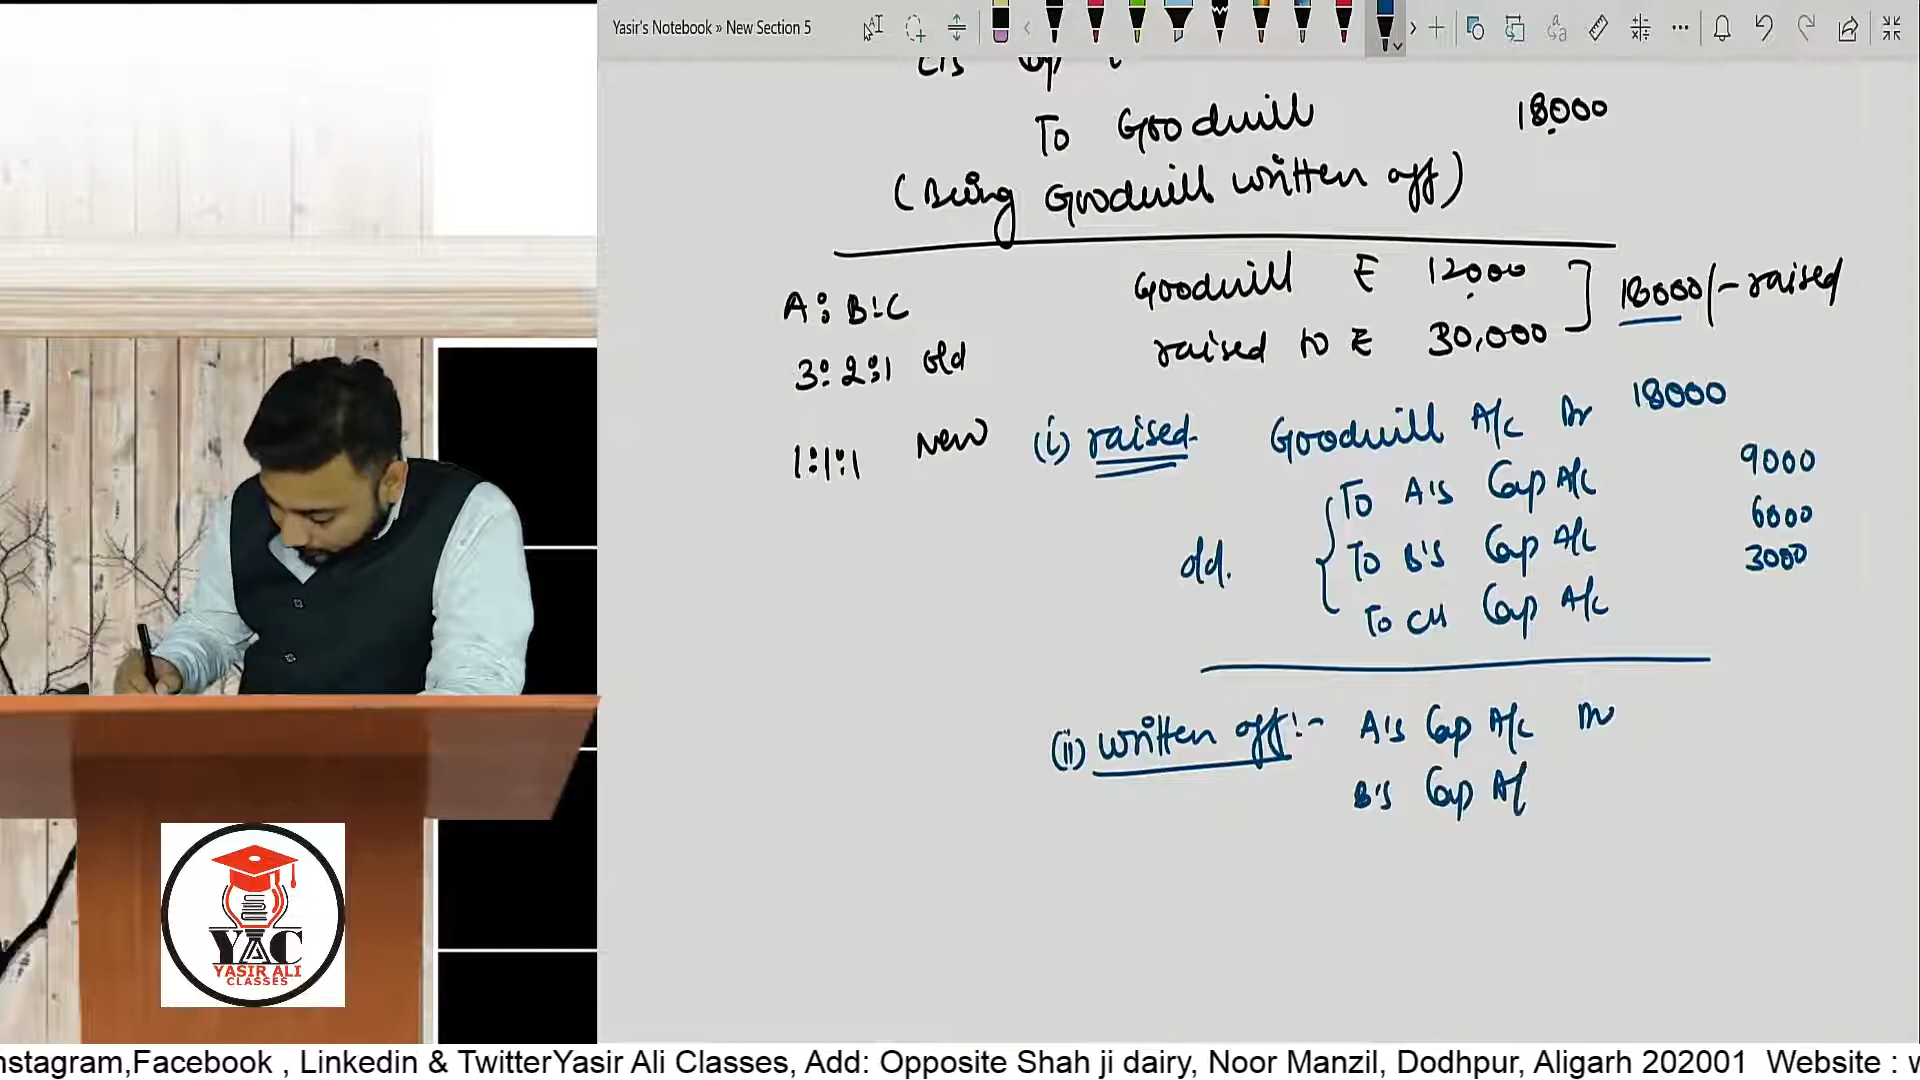 Yasir's Notebook » New Section 5
To Goodwill 18000
(Being Goodwill written off)
A:B:C
3:2:1 old
1:1:1 New
Goodwill ₹ 12000
raised to ₹ 30,000
18000/- raised
(i) raised Goodwill A/c Dr 18000
old. To A's Cap A/c 9000
To B's Cap A/c 6000
To C's Cap A/c 3000
(ii) written off:- A's Cap A/c Dr
B's Cap A/
YAC
YASIR ALI
CLASSES
nstagram,Facebook , Linkedin & TwitterYasir Ali Classes, Add: Opposite Shah ji dairy, Noor Manzil, Dodhpur, Aligarh 202001 Website : w